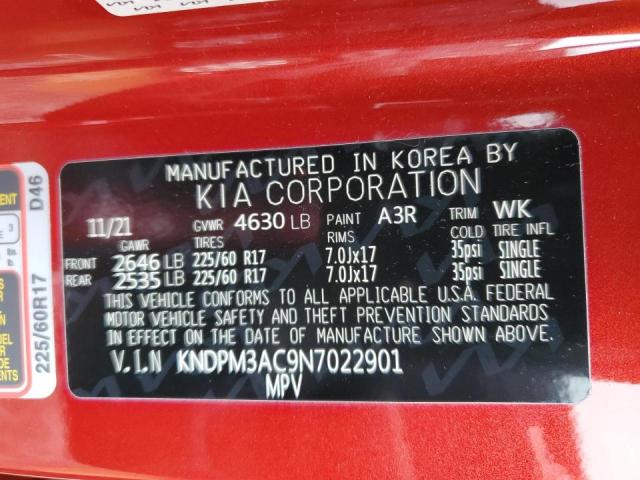 MANUFACTURED IN KOREA BY
KIA CORPORATION
11/21 GVWR 4630 LB PAINT A3R TRIM WK
GAWR TIRES RIMS COLD TIRE INFL
FRONT 2646 LB 225/60 R17 7.0Jx17 35psi SINGLE
REAR 2535 LB 225/60 R17 7.0Jx17 35psi SINGLE
THIS VEHICLE CONFORMS TO ALL APPLICABLE U.S.A. FEDERAL
MOTOR VEHICLE SAFETY AND THEFT PREVENTION STANDARDS
IN EFFECT ON THE DATE OF MANUFACTURE SHOWN ABOVE.
V.I.N KNDPM3AC9N7022901
MPV
225/60R17 D46